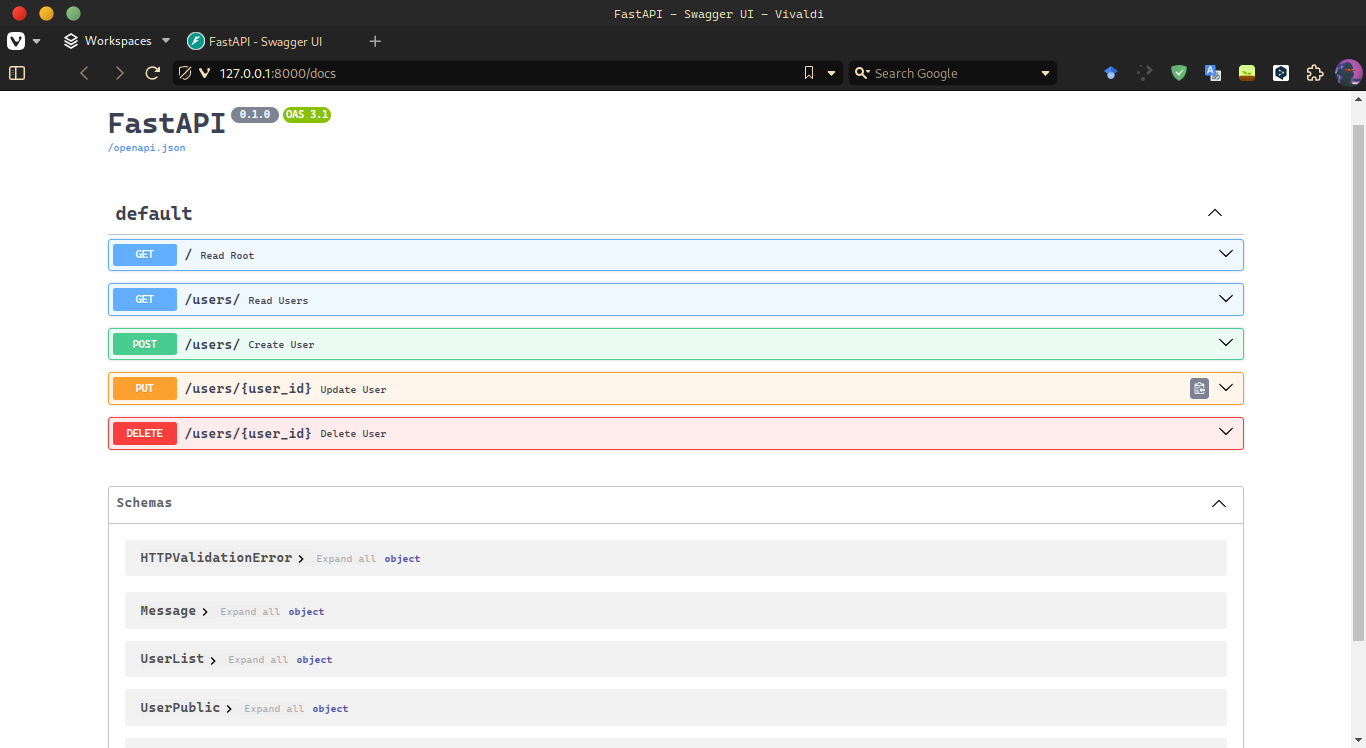 FastAPI - Swagger UI - Vivaldi
Workspaces
FastAPI - Swagger UI
127.0.0.1:8000/docs
Search Google
FastAPI 0.1.0 OAS 3.1
/openapi.json
default
GET / Read Root
GET /users/ Read Users
POST /users/ Create User
PUT /users/{user_id} Update User
DELETE /users/{user_id} Delete User
Schemas
HTTPValidationError Expand all object
Message Expand all object
UserList Expand all object
UserPublic Expand all object